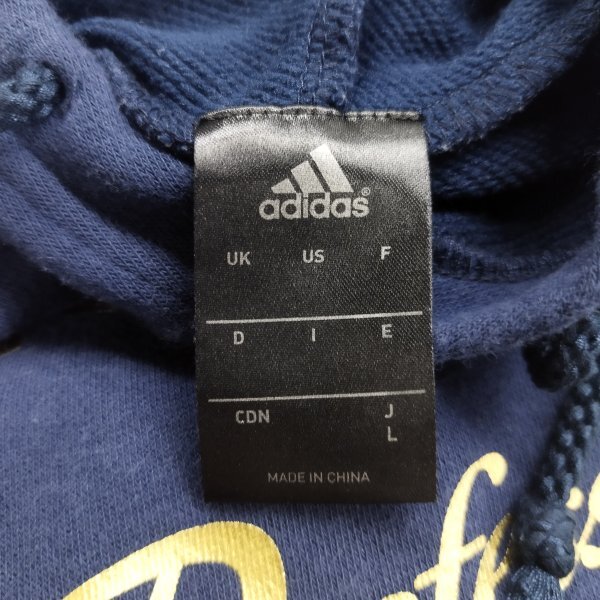 adidas®
UK US F
D I E
CDN J
L
MADE IN CHINA